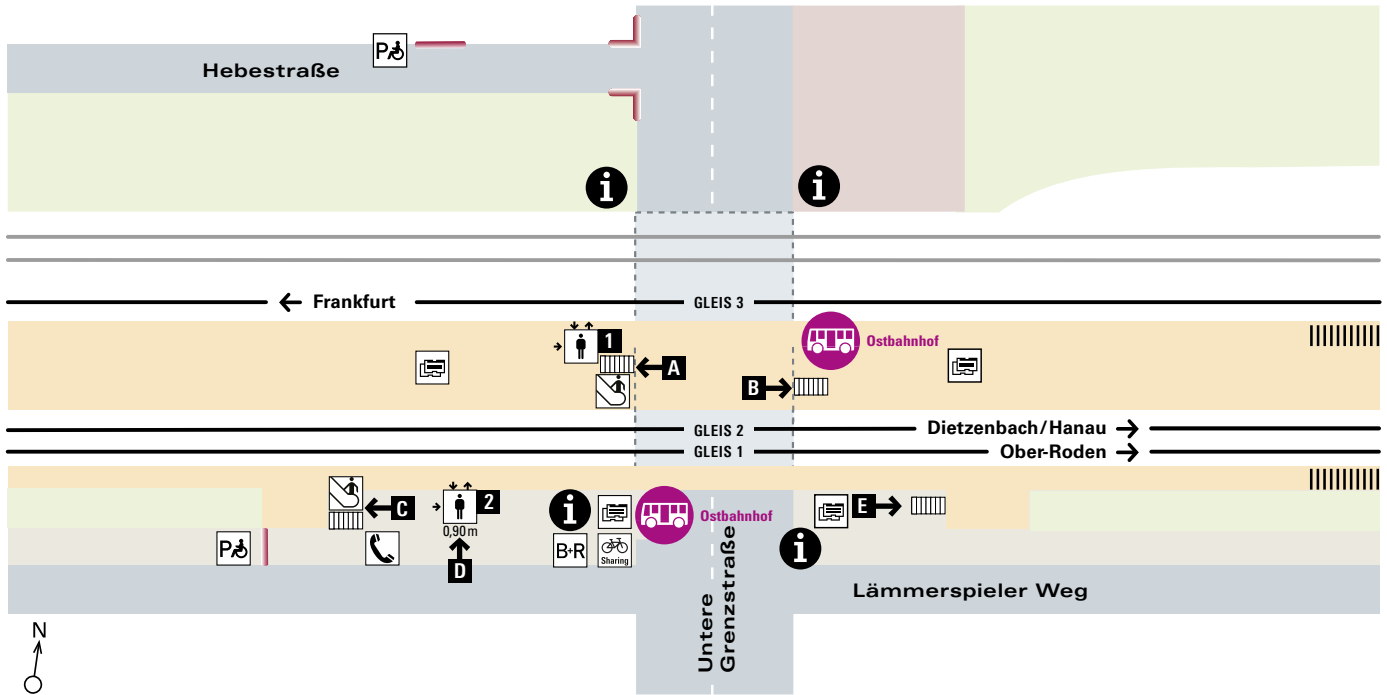 P
Hebestraße
i
i
Frankfurt
GLEIS 3
1
Ostbahnhof
A
B
GLEIS 2
Dietzenbach/Hanau
GLEIS 1
Ober-Roden
C
2
i
Ostbahnhof
E
0,90 m
P
B+R
Sharing
i
D
Untere
Grenzstraße
Lämmerspieler Weg
N